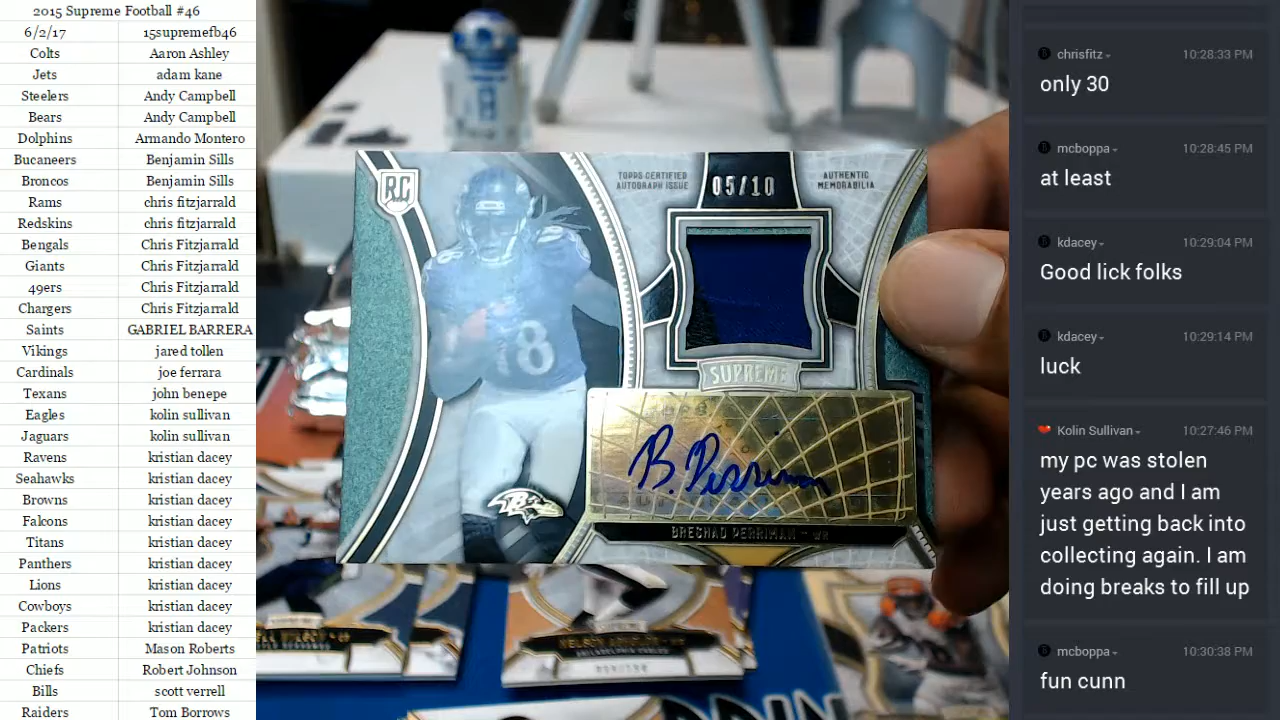 2015 Supreme Football #46
6/2/17 15supremefb46
Colts Aaron Ashley
Jets adam kane
Steelers Andy Campbell
Bears Andy Campbell
Dolphins Armando Montero
Bucaneers Benjamin Sills
Broncos Benjamin Sills
Rams chris fitzjarrald
Redskins chris fitzjarrald
Bengals Chris Fitzjarrald
Giants Chris Fitzjarrald
49ers Chris Fitzjarrald
Chargers Chris Fitzjarrald
Saints GABRIEL BARRERA
Vikings jared tollen
Cardinals joe ferrara
Texans john benepe
Eagles kolin sullivan
Jaguars kolin sullivan
Ravens kristian dacey
Seahawks kristian dacey
Browns kristian dacey
Falcons kristian dacey
Titans kristian dacey
Panthers kristian dacey
Lions kristian dacey
Cowboys kristian dacey
Packers kristian dacey
Patriots Mason Roberts
Chiefs Robert Johnson
Bills scott verrell
Raiders Tom Borrows
RC
TOPPS CERTIFIED
AUTOGRAPH ISSUE
05/10
AUTHENTIC
MEMORABILIA
18
SUPREME
B. Perriman
BRESHAD PERRIMAN - WR
NELSON AGHOLOR - WR
PHILADELPHIA EAGLES
chrisfitz 10:28:33 PM
only 30
mcboppa 10:28:45 PM
at least
kdacey 10:29:04 PM
Good lick folks
kdacey 10:29:14 PM
luck
Kolin Sullivan 10:27:46 PM
my pc was stolen
years ago and I am
just getting back into
collecting again. I am
doing breaks to fill up
mcboppa 10:30:38 PM
fun cunn